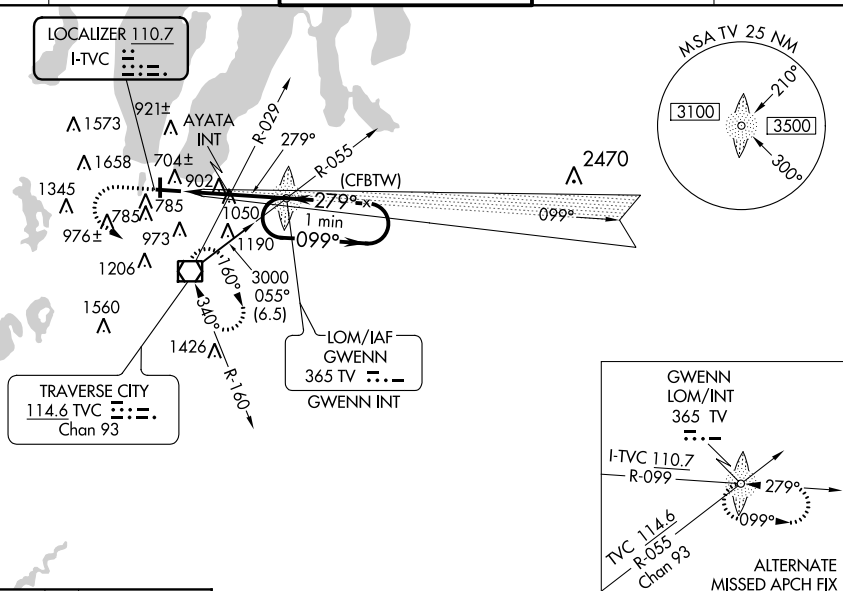 LOCALIZER 110.7
I-TVC
MSA TV 25 NM
210°
3100
3500
300°
921±
AYATA
INT
R-029
1573
279°
R-055
1658
704±
902
(CFBTW)
2470
1345
279°
099°
785
785
1050
1 min
976±
973
1190
099°
1206
160°
3000
055°
(6.5)
1560
340°
LOM/IAF
GWENN
365 TV
GWENN INT
1426
R-160
TRAVERSE CITY
114.6 TVC
Chan 93
GWENN
LOM/INT
365 TV
I-TVC 110.7
R-099
279°
099°
TVC 114.6
R-055
Chan 93
ALTERNATE
MISSED APCH FIX